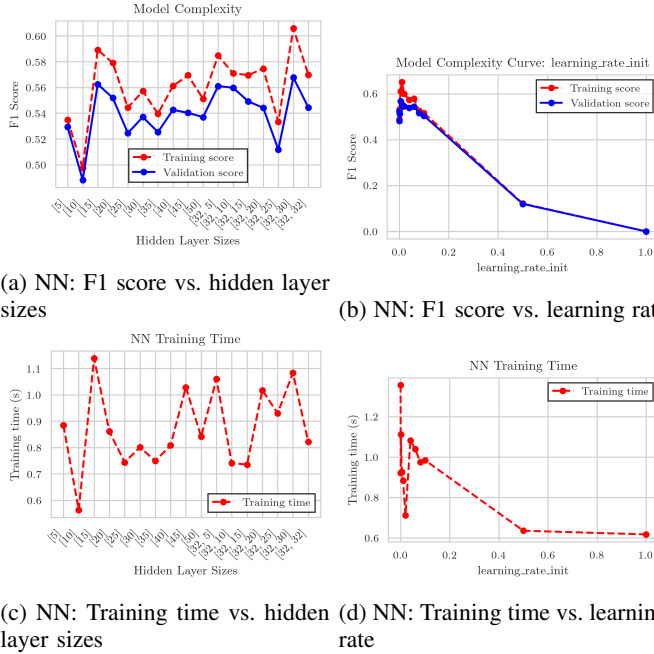 Model Complexity
0.60
0.58
0.56
0.54
0.52
0.50
F1 Score
Training score
Validation score
[5]
[10]
[15]
[20]
[25]
[30]
[35]
[40]
[45]
[50]
[32, 5]
[32, 10]
[32, 15]
[32, 20]
[32, 25]
[32, 30]
[32, 32]
Hidden Layer Sizes
(a) NN: F1 score vs. hidden layer
sizes
Model Complexity Curve: learning_rate_init
0.6
0.4
0.2
0.0
F1 Score
Training score
Validation score
0.0 0.2 0.4 0.6 0.8 1.0
learning_rate_init
(b) NN: F1 score vs. learning rat
NN Training Time
1.1
1.0
0.9
0.8
0.7
0.6
Training time (s)
Training time
[5]
[10]
[15]
[20]
[25]
[30]
[35]
[40]
[45]
[50]
[32, 5]
[32, 10]
[32, 15]
[32, 20]
[32, 25]
[32, 30]
[32, 32]
Hidden Layer Sizes
(c) NN: Training time vs. hidden
layer sizes
NN Training Time
1.2
1.0
0.8
0.6
Training time (s)
Training time
0.0 0.2 0.4 0.6 0.8 1.0
learning_rate_init
(d) NN: Training time vs. learnin
rate